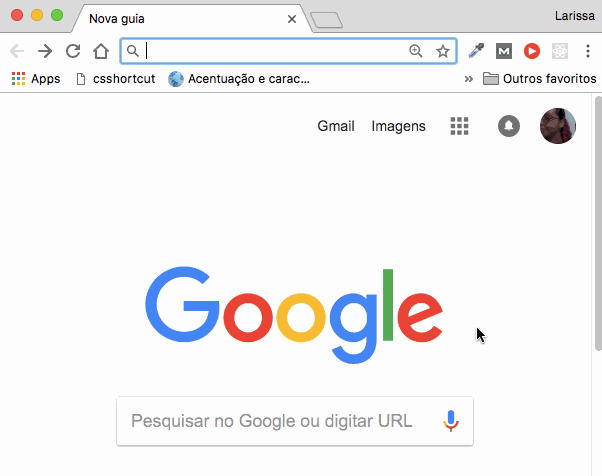 Nova guia
Larissa
Apps csshortcut Acentuação e carac... » Outros favoritos
Gmail Imagens
Google
Pesquisar no Google ou digitar URL